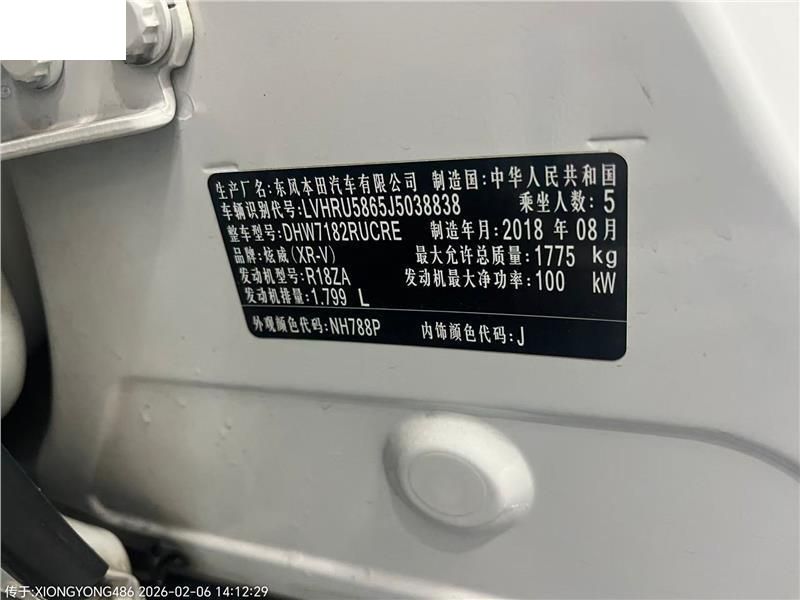 生产厂名:东风本田汽车有限公司 制造国:中华人民共和国
车辆识别代号:LVHRU5865J5038838 乘坐人数:5
整车型号:DHW7182RUCRE 制造年月:2018 年 08 月
品牌:炫威(XR-V) 最大允许总质量:1775 kg
发动机型号:R18ZA 发动机最大净功率:100 kW
发动机排量:1.799 L
外观颜色代码:NH788P 内饰颜色代码:J
传于:XIONGYONG486 2026-02-06 14:12:29